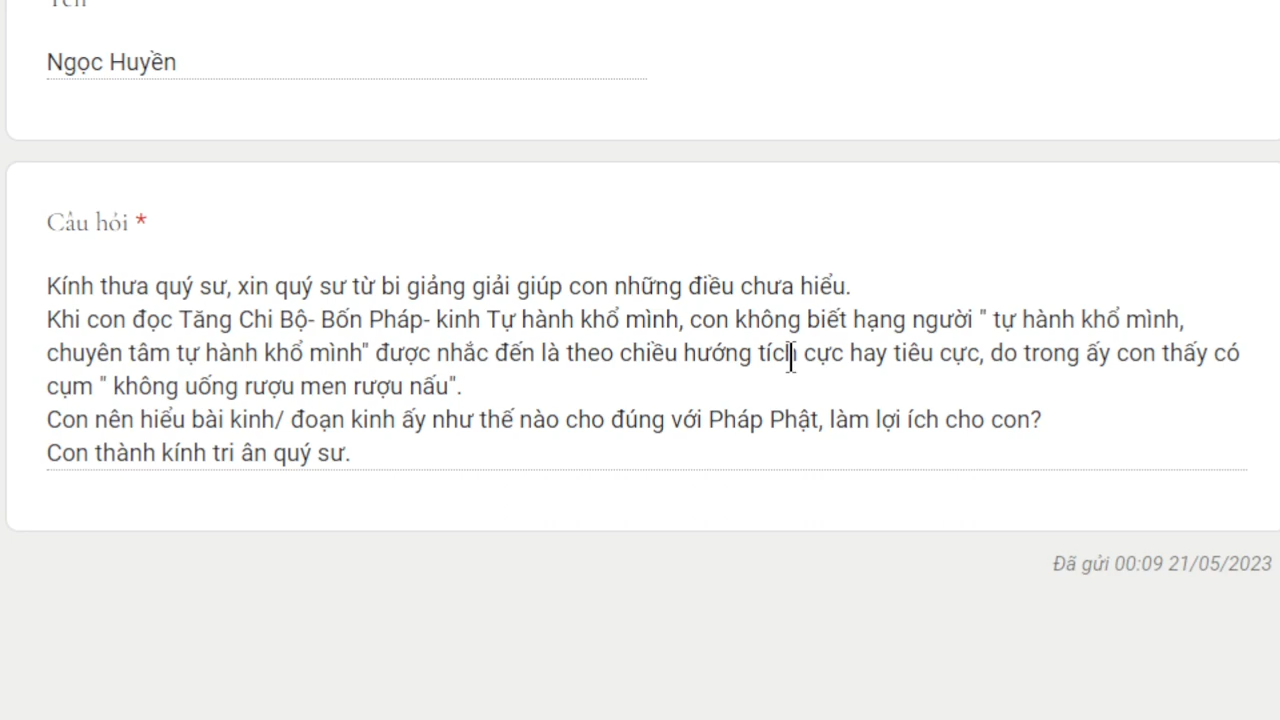 Tên
Ngọc Huyền
Câu hỏi *
Kính thưa quý sư, xin quý sư từ bi giảng giải giúp con những điều chưa hiểu.
Khi con đọc Tăng Chi Bộ- Bốn Pháp- kinh Tự hành khổ mình, con không biết hạng người " tự hành khổ mình,
chuyên tâm tự hành khổ mình" được nhắc đến là theo chiều hướng tích cực hay tiêu cực, do trong ấy con thấy có
cụm " không uống rượu men rượu nấu".
Con nên hiểu bài kinh/ đoạn kinh ấy như thế nào cho đúng với Pháp Phật, làm lợi ích cho con?
Con thành kính tri ân quý sư.
Đã gửi 00:09 21/05/2023